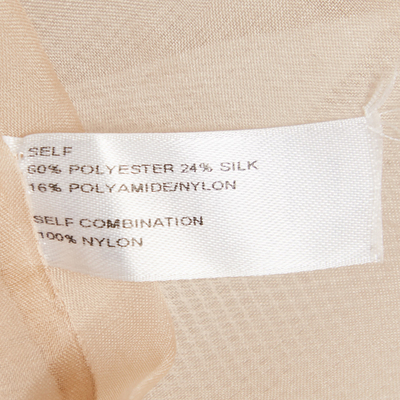 SELF
60% POLYESTER 24% SILK
16% POLYAMIDE/NYLON
SELF COMBINATION
100% NYLON